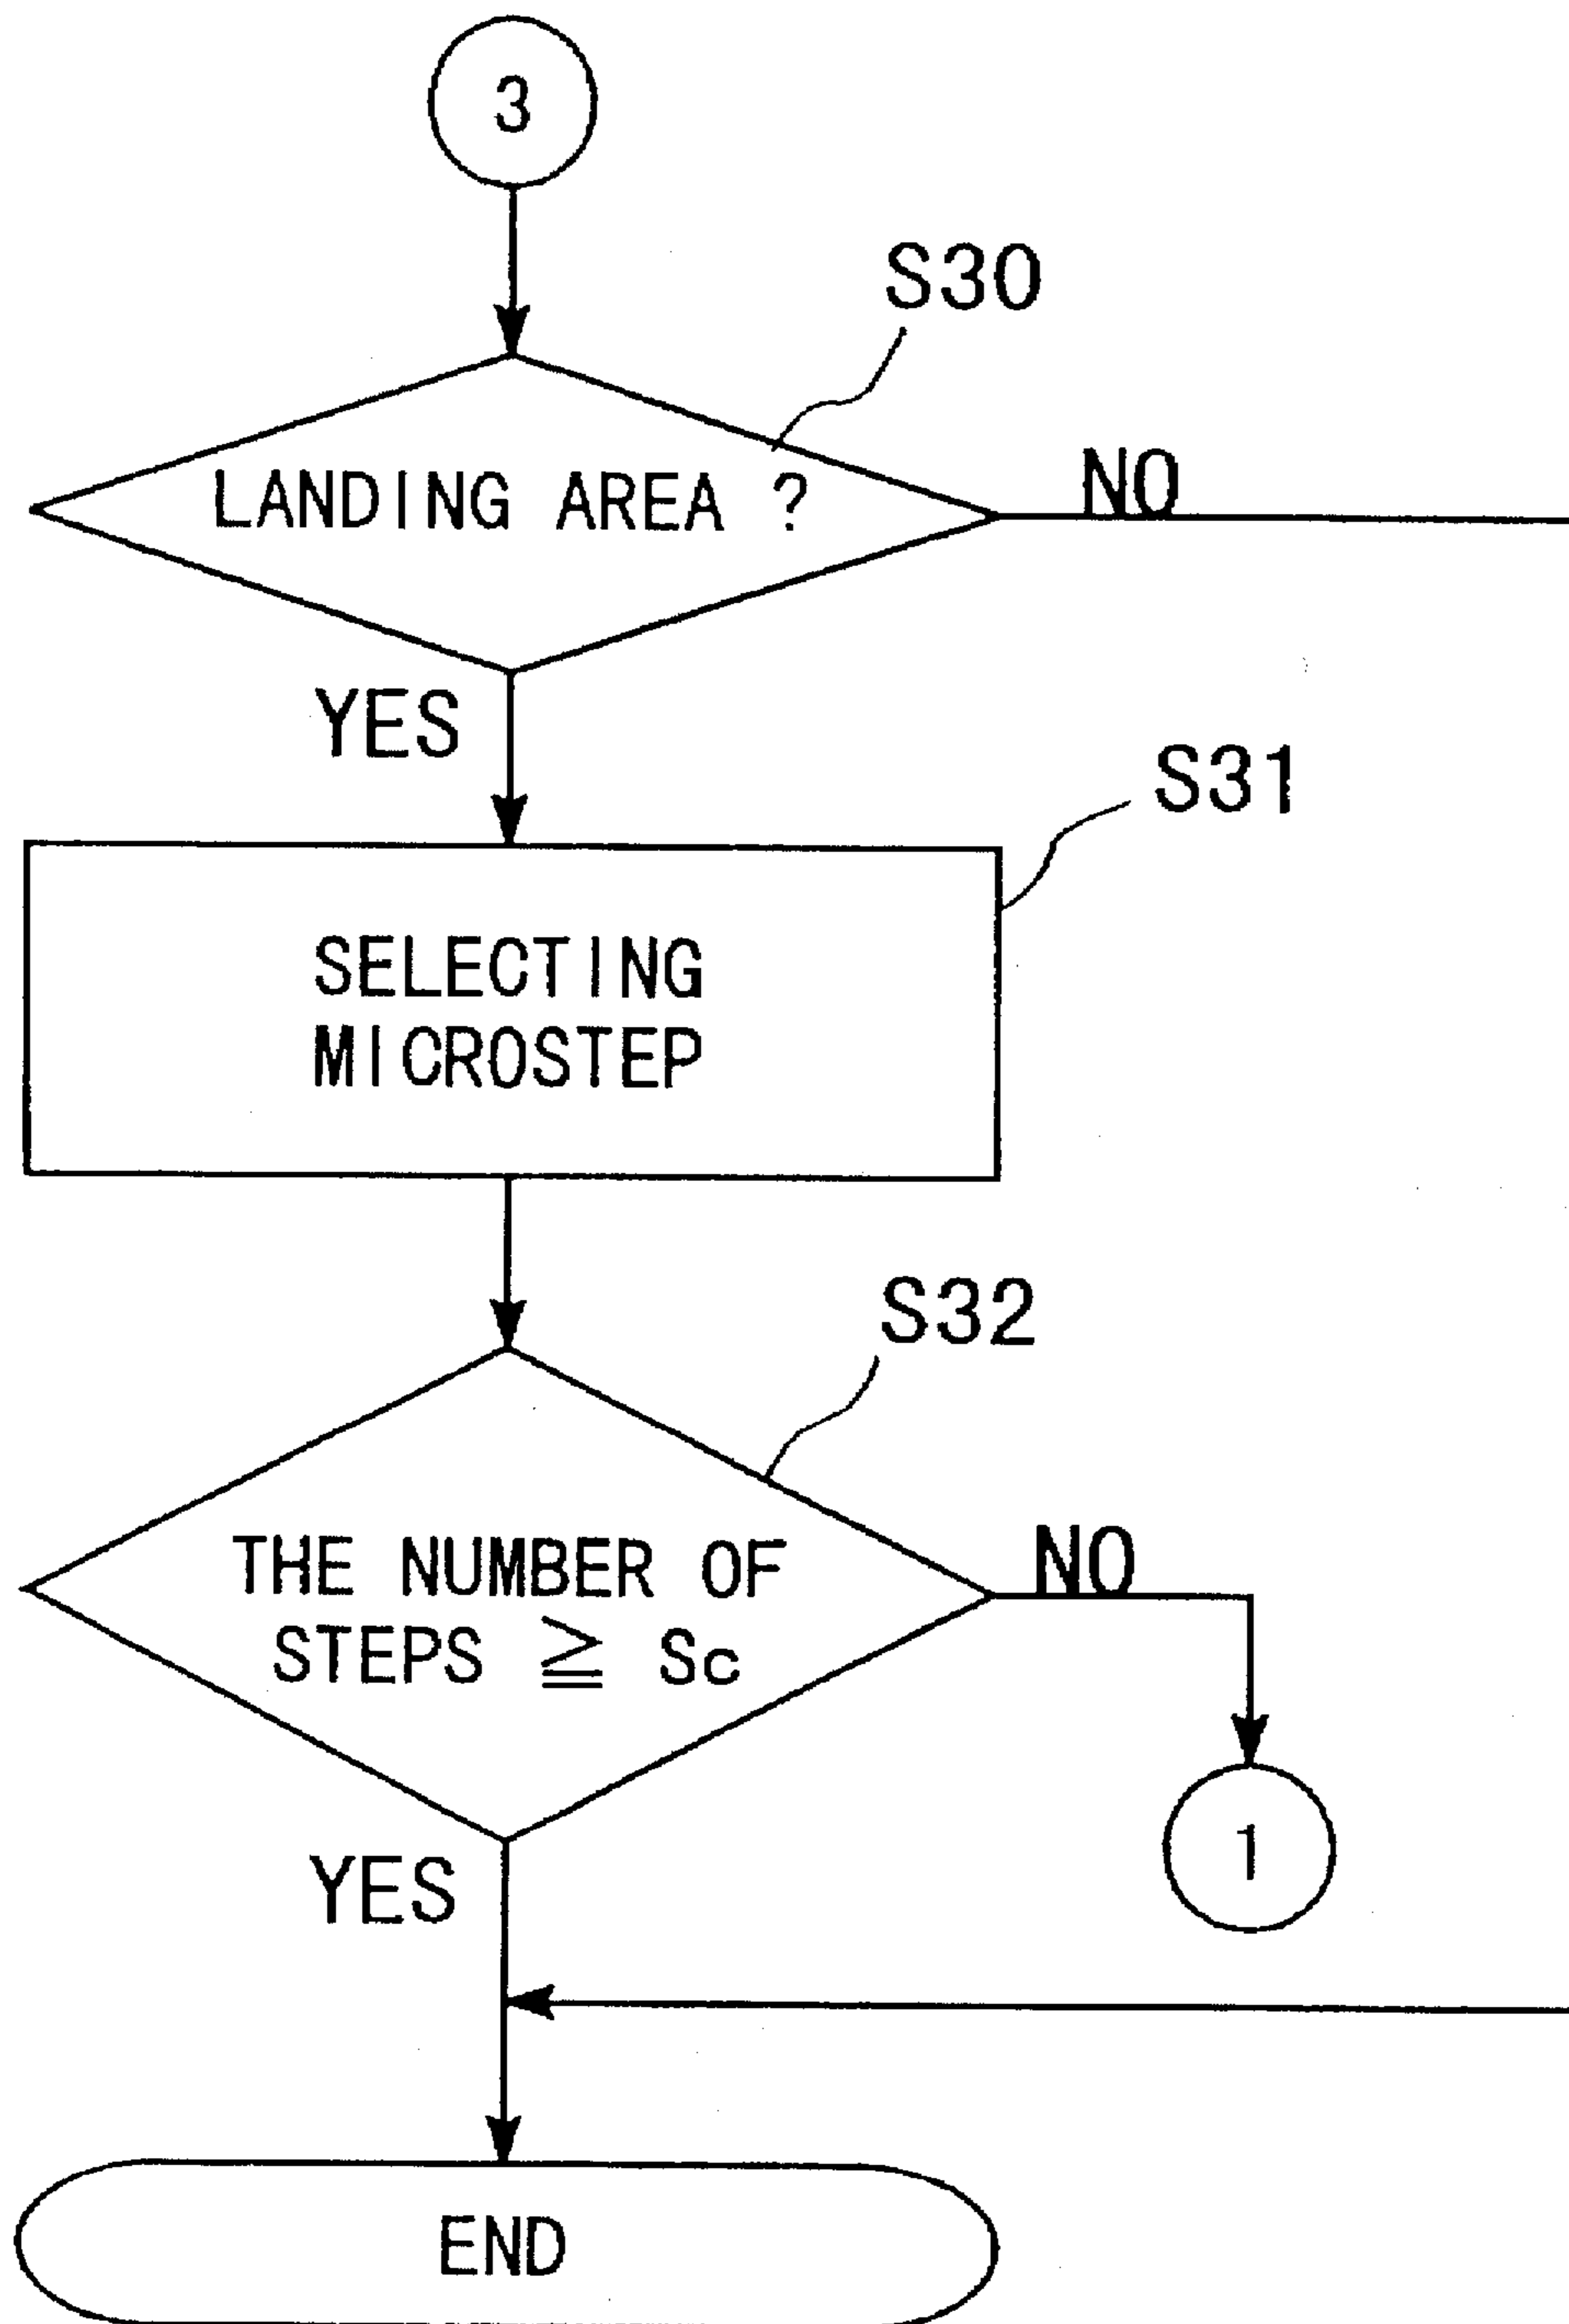 3
S30
LANDING AREA ?
NO
YES
S31
SELECTING
MICROSTEP
S32
THE NUMBER OF
STEPS ≧ Sc
NO
1
YES
END